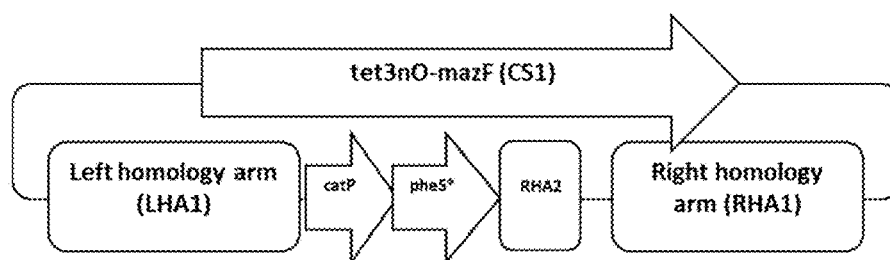 tet3nO-mazF (CS1)
Left homology arm
(LHA1)
catP
pheS*
RHA2
Right homology
arm (RHA1)